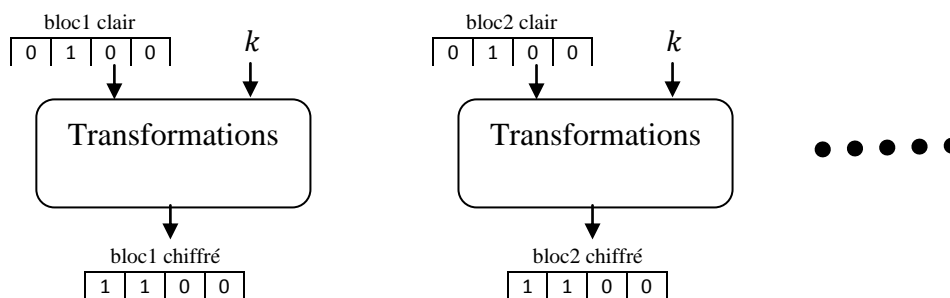 bloc1 clair
0 1 0 0
k
Transformations
bloc1 chiffré
1 1 0 0
bloc2 clair
0 1 0 0
k
Transformations
bloc2 chiffré
1 1 0 0